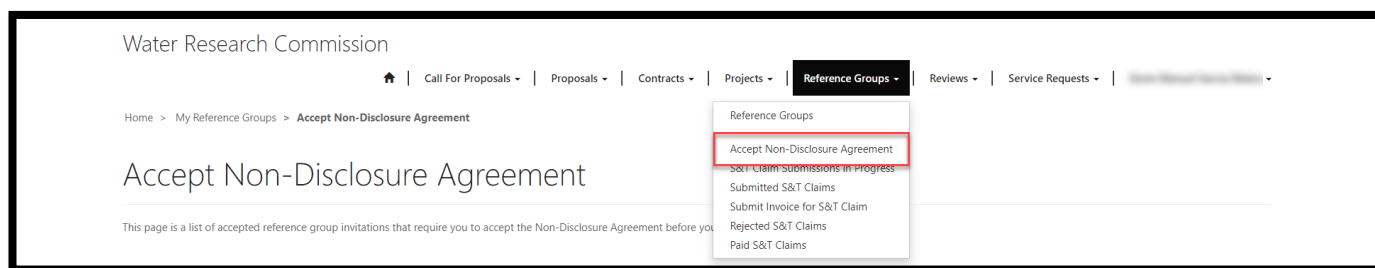 Water Research Commission
Call For Proposals | Proposals | Contracts | Projects | Reference Groups | Reviews | Service Requests |
Home > My Reference Groups > Accept Non-Disclosure Agreement
Accept Non-Disclosure Agreement
This page is a list of accepted reference group invitations that require you to accept the Non-Disclosure Agreement before
Reference Groups
Accept Non-Disclosure Agreement
S&T Claim Submissions In Progress
Submitted S&T Claims
Submit Invoice for S&T Claim
Rejected S&T Claims
Paid S&T Claims